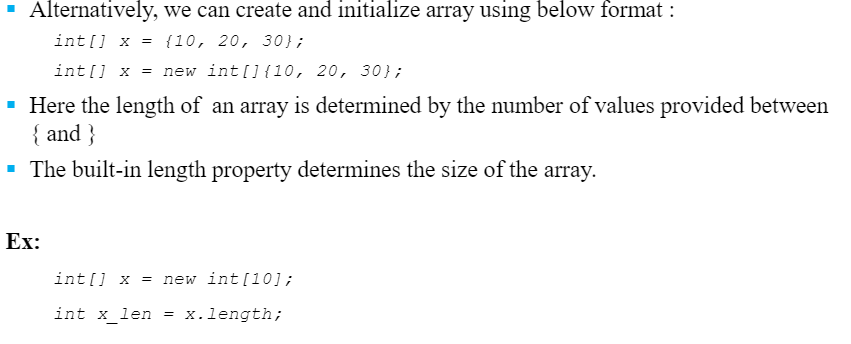 ▪ Alternatively, we can create and initialize array using below format :
int[] x = {10, 20, 30};
int[] x = new int[]{10, 20, 30};
▪ Here the length of an array is determined by the number of values provided between
{ and }
▪ The built-in length property determines the size of the array.
Ex:
int[] x = new int[10];
int x_len = x.length;